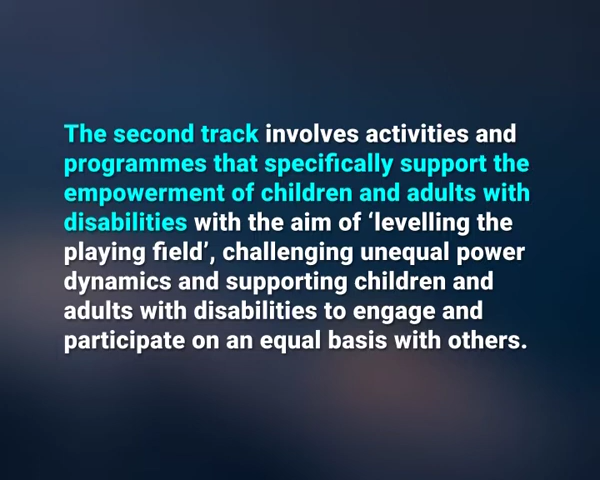 The second track involves activities and
programmes that specifically support the
empowerment of children and adults with
disabilities with the aim of ‘levelling the
playing field’, challenging unequal power
dynamics and supporting children and
adults with disabilities to engage and
participate on an equal basis with others.